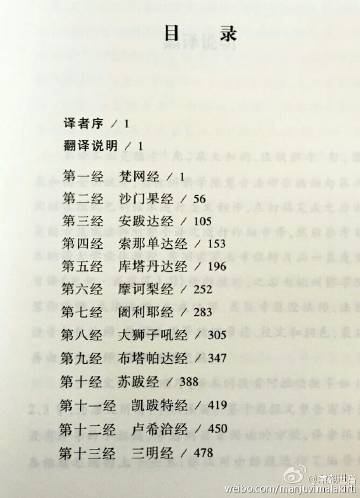 目 录
译者序 / 1
翻译说明 / 1
第一经 梵网经 / 1
第二经 沙门果经 / 56
第三经 安跋达经 / 105
第四经 索那单达经 / 153
第五经 库塔丹达经 / 196
第六经 摩诃梨经 / 252
第七经 阇利耶经 / 283
第八经 大狮子吼经 / 305
第九经 布塔帕达经 / 347
第十经 苏跋经 / 388
第十一经 凯跋特经 / 419
第十二经 卢希治经 / 450
第十三经 三明经 / 478